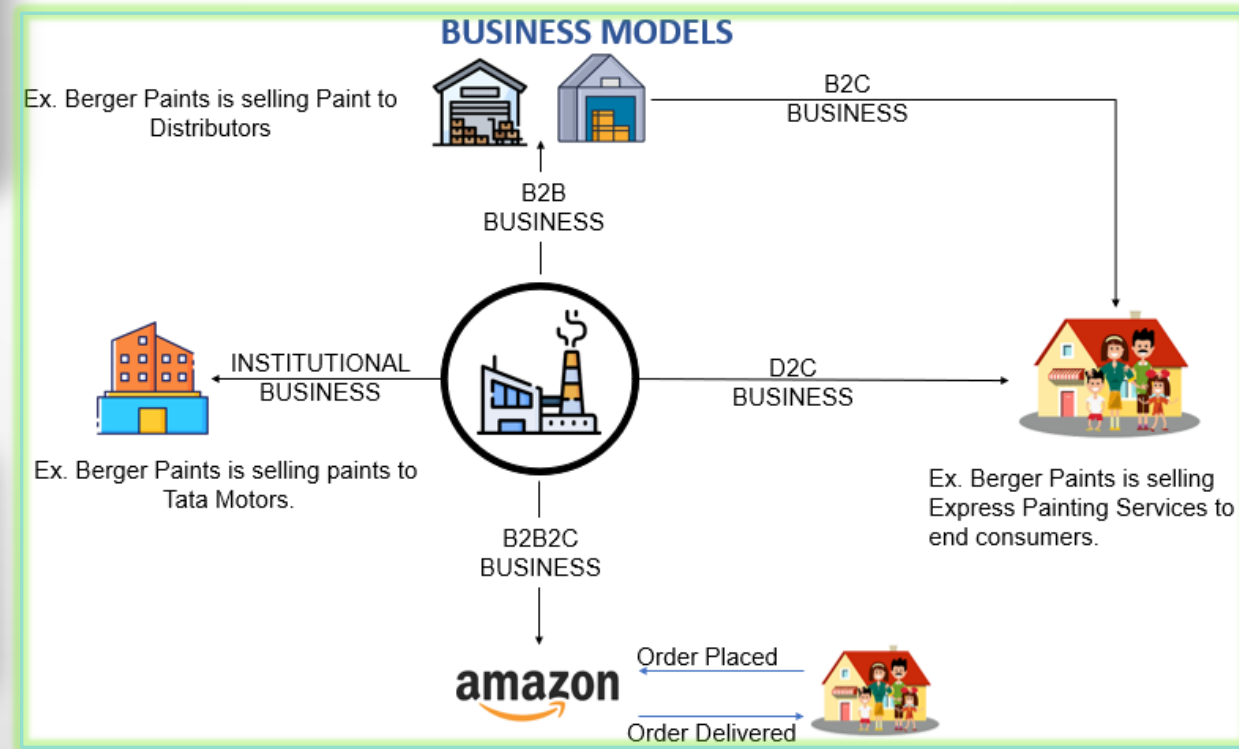 BUSINESS MODELS
Ex. Berger Paints is selling Paint to
Distributors
B2C
BUSINESS
B2B
BUSINESS
INSTITUTIONAL
BUSINESS
D2C
BUSINESS
Ex. Berger Paints is selling paints to
Tata Motors.
Ex. Berger Paints is selling
Express Painting Services to
end consumers.
B2B2C
BUSINESS
amazon
Order Placed
Order Delivered